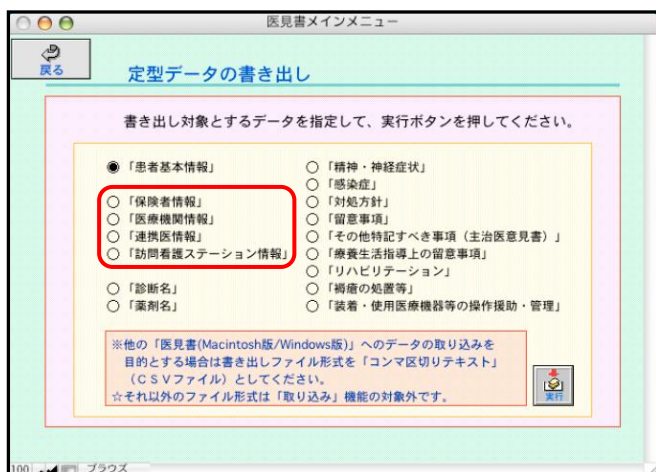 医見書メインメニュー
戻る
定型データの書き出し
書き出し対象とするデータを指定して、実行ボタンを押してください。
「患者基本情報」
「保険者情報」
「医療機関情報」
「連携医情報」
「訪問看護ステーション情報」
「診断名」
「薬剤名」
「精神・神経症状」
「感染症」
「対処方針」
「留意事項」
「その他特記すべき事項（主治医意見書）」
「療養生活指導上の留意事項」
「リハビリテーション」
「褥瘡の処置等」
「装着・使用医療機器等の操作援助・管理」
※他の「医見書(Macintosh版/Windows版)」へのデータの取り込みを
目的とする場合は書き出しファイル形式を「コンマ区切りテキスト」
（ＣＳＶファイル）としてください。
☆それ以外のファイル形式は「取り込み」機能の対象外です。
実行
100
ブラウズ